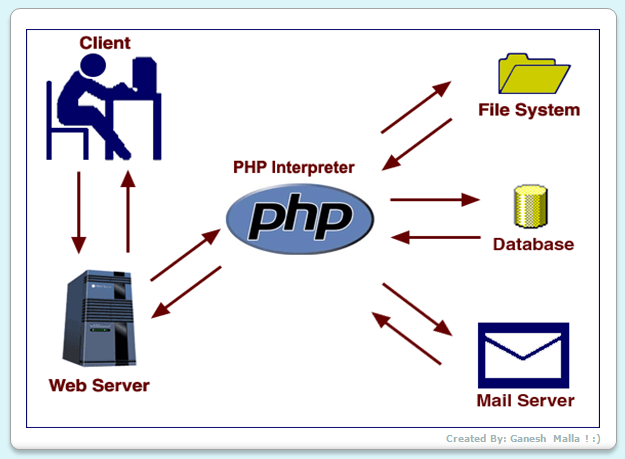 Client
File System
PHP Interpreter
php
Database
Web Server
Mail Server
Created By: Ganesh Malla ! :)